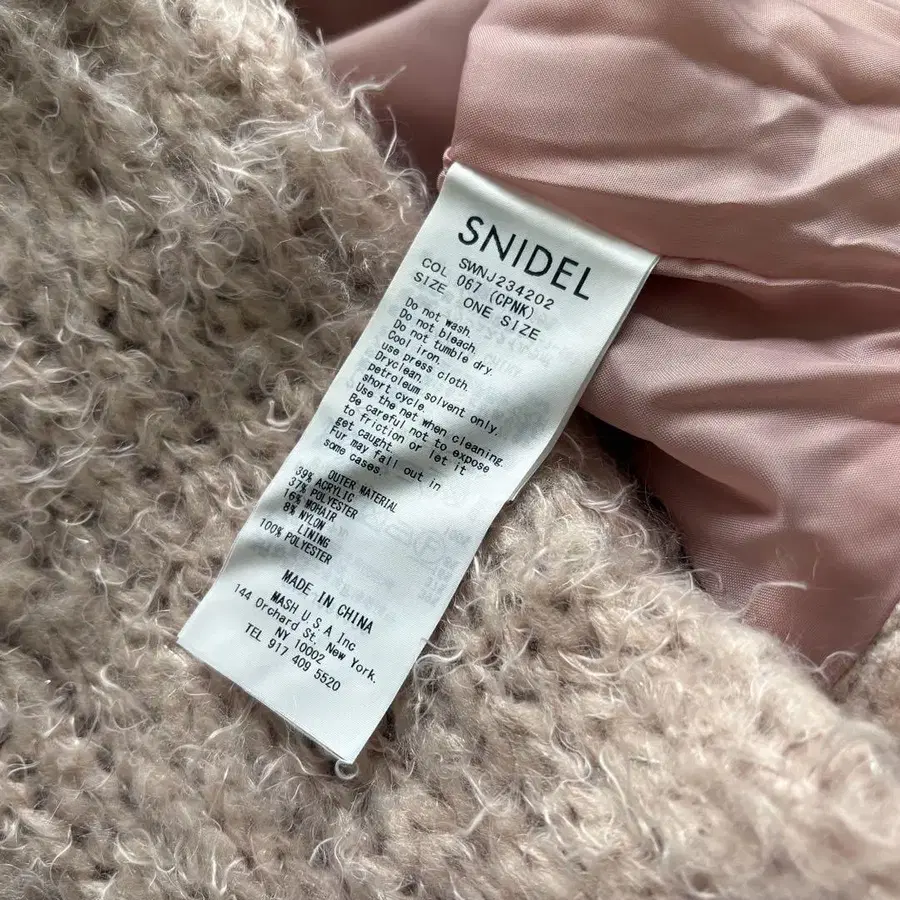 SNIDEL
SWNJ234202
COL 067 (CPNK)
SIZE ONE SIZE
Do not wash.
Do not bleach.
Do not tumble dry.
Cool iron.
use press cloth.
Dryclean.
petroleum solvent only.
short cycle.
Use the net when cleaning.
Be careful not to expose
to friction or let it
get caught.
Fur may fall out in
some cases.
OUTER MATERIAL
39% ACRYLIC
37% POLYESTER
16% MOHAIR
8% NYLON
LINING
100% POLYESTER
MADE IN CHINA
MASH U.S.A Inc
144 Orchard St. New York.
NY 10002
TEL 917 409 5520